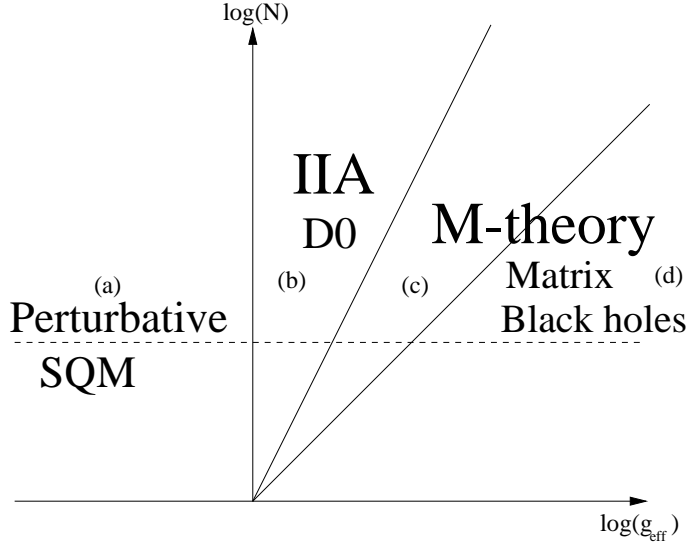 log(N)
IIA
D0
M-theory
(a)
(b)
(c)
Matrix
(d)
Perturbative
Black holes
SQM
log(g_eff)